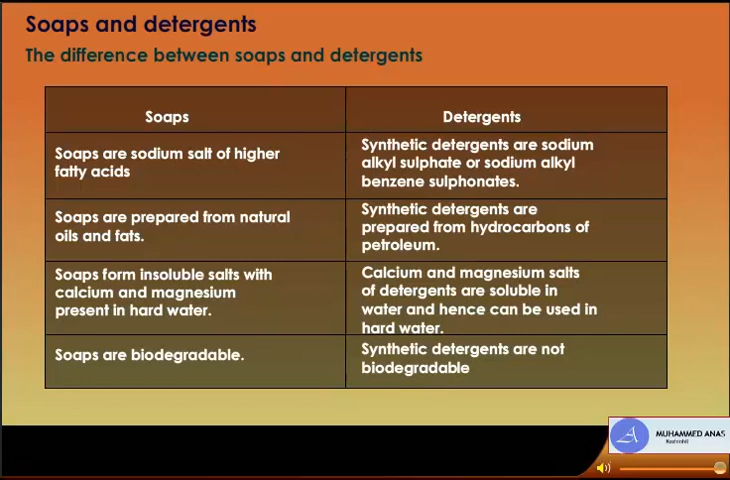 Soaps and detergents
The difference between soaps and detergents
Soaps
Detergents
Soaps are sodium salt of higher
fatty acids
Synthetic detergents are sodium
alkyl sulphate or sodium alkyl
benzene sulphonates.
Soaps are prepared from natural
oils and fats.
Synthetic detergents are
prepared from hydrocarbons of
petroleum.
Soaps form insoluble salts with
calcium and magnesium
present in hard water.
Calcium and magnesium salts
of detergents are soluble in
water and hence can be used in
hard water.
Soaps are biodegradable.
Synthetic detergents are not
biodegradable
A
MUHAMMED ANAS